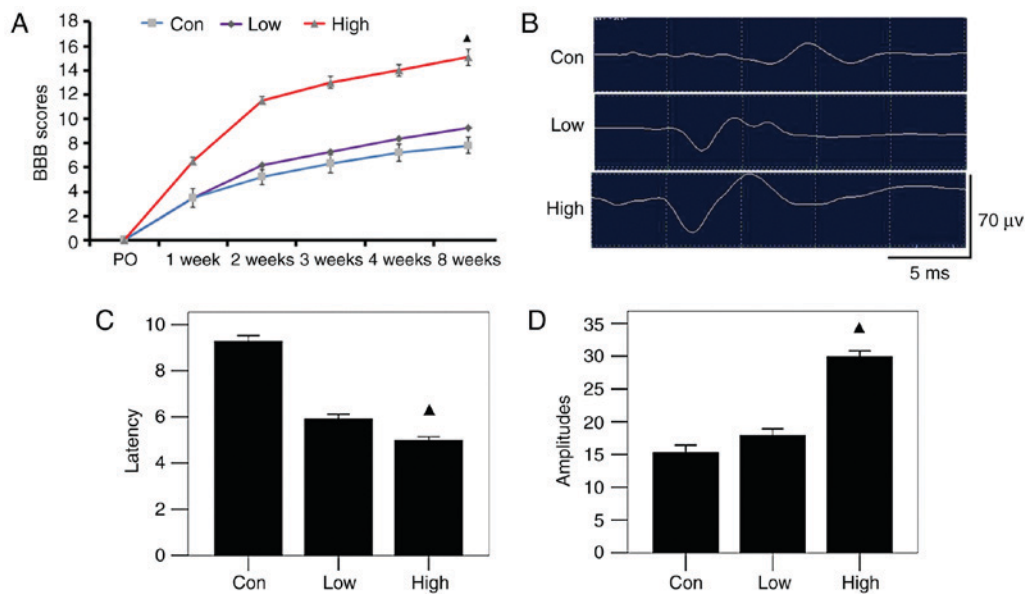 A
Con Low High
18
16
14
12
10
8
6
4
2
0
BBB scores
PO 1 week 2 weeks 3 weeks 4 weeks 8 weeks
B
Con
Low
High
70 μv
5 ms
C
10
8
6
4
2
0
Latency
Con Low High
D
35
30
25
20
15
10
5
0
Amplitudes
Con Low High